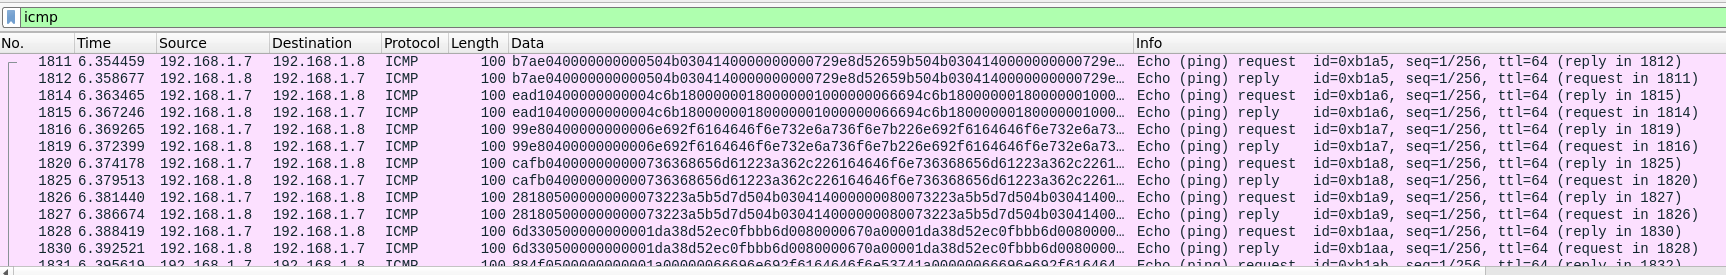 icmp
No. Time Source Destination Protocol Length Data Info
1811 6.354459 192.168.1.7 192.168.1.8 ICMP 100 b7ae040000000000504b0304140000000000729e8d52659b504b0304140000000000729e… Echo (ping) request id=0xb1a5, seq=1/256, ttl=64 (reply in 1812)
1812 6.358677 192.168.1.8 192.168.1.7 ICMP 100 b7ae040000000000504b0304140000000000729e8d52659b504b0304140000000000729e… Echo (ping) reply id=0xb1a5, seq=1/256, ttl=64 (request in 1811)
1814 6.363465 192.168.1.7 192.168.1.8 ICMP 100 ead10400000000004c6b180000001800000001000000066694c6b18000000180000001000… Echo (ping) request id=0xb1a6, seq=1/256, ttl=64 (reply in 1815)
1815 6.367246 192.168.1.8 192.168.1.7 ICMP 100 ead10400000000004c6b180000001800000001000000066694c6b18000000180000001000… Echo (ping) reply id=0xb1a6, seq=1/256, ttl=64 (request in 1814)
1816 6.369265 192.168.1.7 192.168.1.8 ICMP 100 99e80400000000006e692f6164646f6e732e6a736f6e7b226e692f6164646f6e732e6a73… Echo (ping) request id=0xb1a7, seq=1/256, ttl=64 (reply in 1819)
1819 6.372399 192.168.1.8 192.168.1.7 ICMP 100 99e80400000000006e692f6164646f6e732e6a736f6e7b226e692f6164646f6e732e6a73… Echo (ping) reply id=0xb1a7, seq=1/256, ttl=64 (request in 1816)
1820 6.374178 192.168.1.7 192.168.1.8 ICMP 100 cafb040000000000736368656d61223a362c226164646f6e736368656d61223a362c2261… Echo (ping) request id=0xb1a8, seq=1/256, ttl=64 (reply in 1825)
1825 6.379513 192.168.1.8 192.168.1.7 ICMP 100 cafb040000000000736368656d61223a362c226164646f6e736368656d61223a362c2261… Echo (ping) reply id=0xb1a8, seq=1/256, ttl=64 (request in 1820)
1826 6.381440 192.168.1.7 192.168.1.8 ICMP 100 281805000000000073223a5b5d7d504b030414000000080073223a5b5d7d504b03041400… Echo (ping) request id=0xb1a9, seq=1/256, ttl=64 (reply in 1827)
1827 6.386674 192.168.1.8 192.168.1.7 ICMP 100 281805000000000073223a5b5d7d504b030414000000080073223a5b5d7d504b03041400… Echo (ping) reply id=0xb1a9, seq=1/256, ttl=64 (request in 1826)
1828 6.388419 192.168.1.7 192.168.1.8 ICMP 100 6d330500000000001da38d52ec0fbbb6d0080000670a00001da38d52ec0fbbb6d0080000… Echo (ping) request id=0xb1aa, seq=1/256, ttl=64 (reply in 1830)
1830 6.392521 192.168.1.8 192.168.1.7 ICMP 100 6d330500000000001da38d52ec0fbbb6d0080000670a00001da38d52ec0fbbb6d0080000… Echo (ping) reply id=0xb1aa, seq=1/256, ttl=64 (request in 1828)
1831 6.395619 192.168.1.7 192.168.1.8 ICMP 100 Echo (ping) request id=0xb1ab, seq=1/256, ttl=64 (reply in 1832)